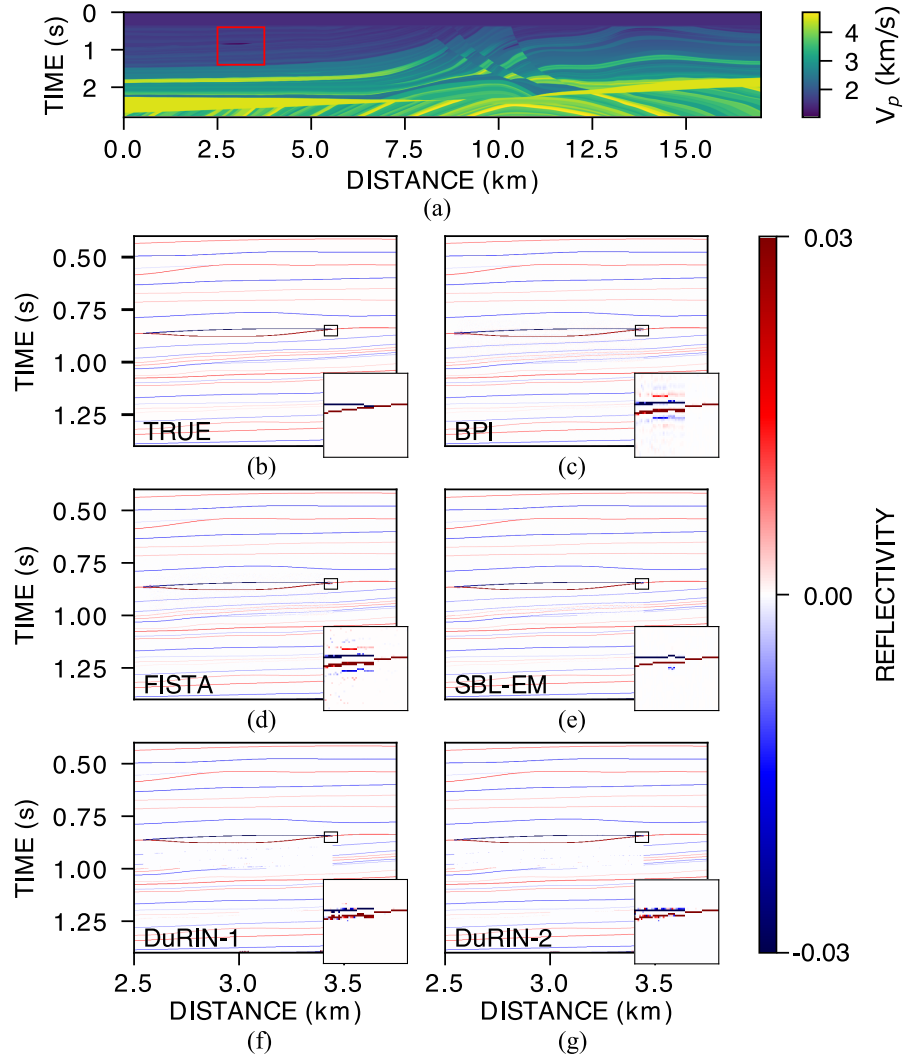 0
1
2
TIME (s)
0.0
2.5
5.0
7.5
10.0
12.5
15.0
DISTANCE (km)
4
3
2
V_p (km/s)
(a)
0.50
0.75
1.00
1.25
TIME (s)
TRUE
BPI
(b)
(c)
0.50
0.75
1.00
1.25
TIME (s)
FISTA
SBL-EM
(d)
(e)
0.50
0.75
1.00
1.25
TIME (s)
DuRIN-1
DuRIN-2
2.5
3.0
3.5
2.5
3.0
3.5
DISTANCE (km)
DISTANCE (km)
(f)
(g)
0.03
0.00
-0.03
REFLECTIVITY